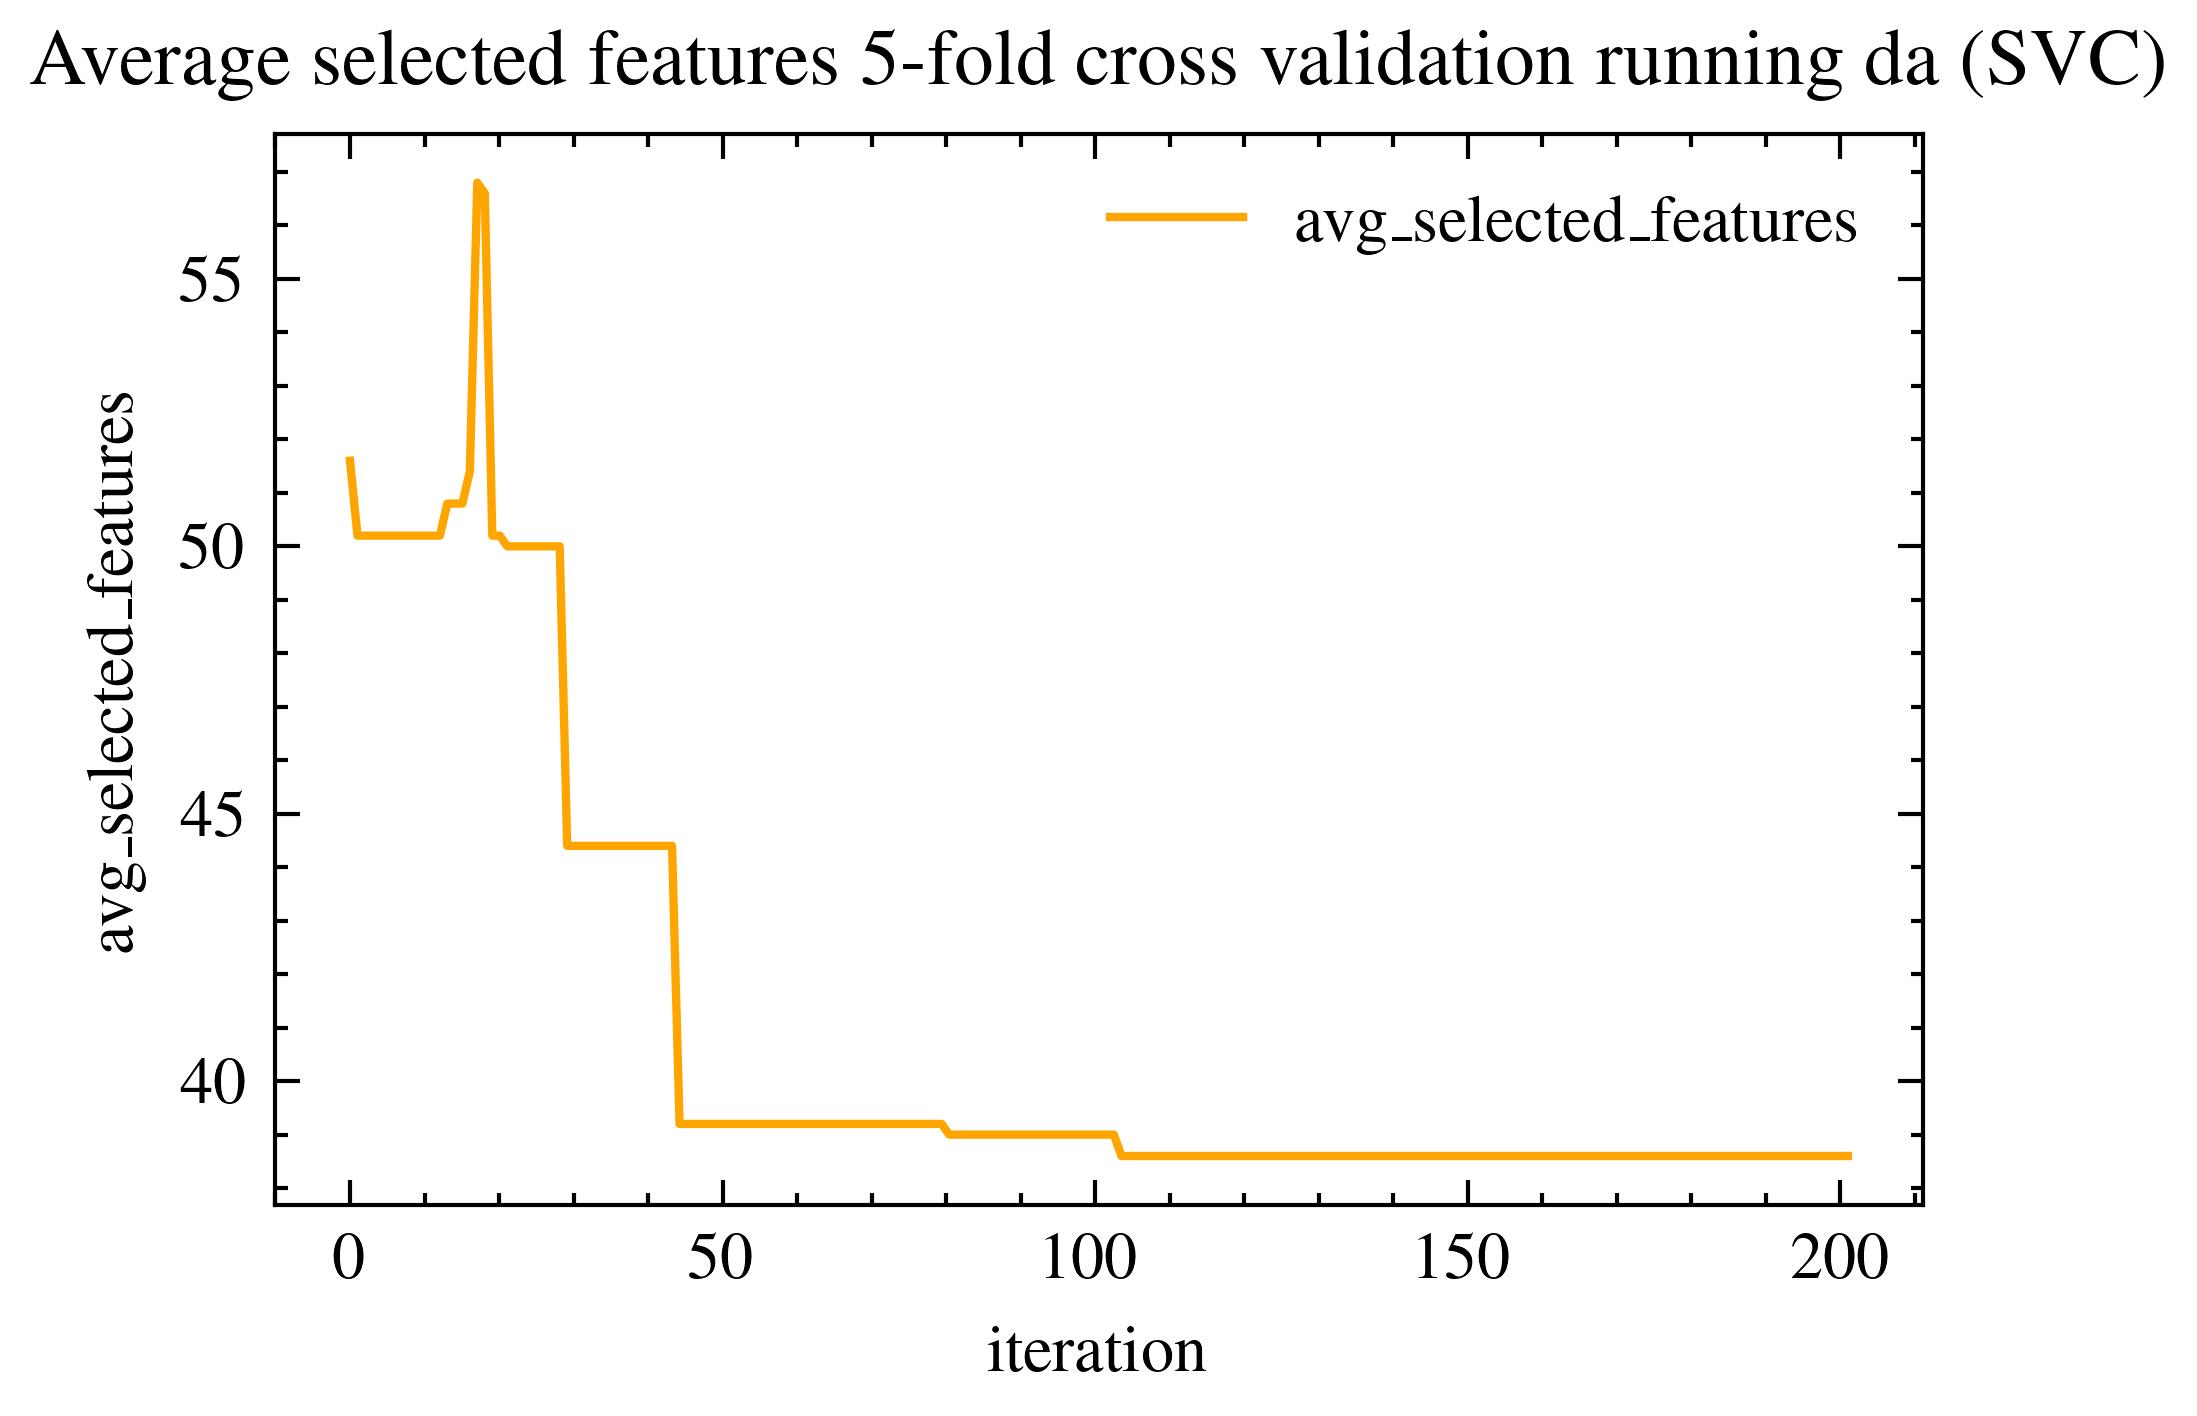 Average selected features 5-fold cross validation running da (SVC)
avg_selected_features
55
50
45
40
avg_selected_features
0 50 100 150 200
iteration